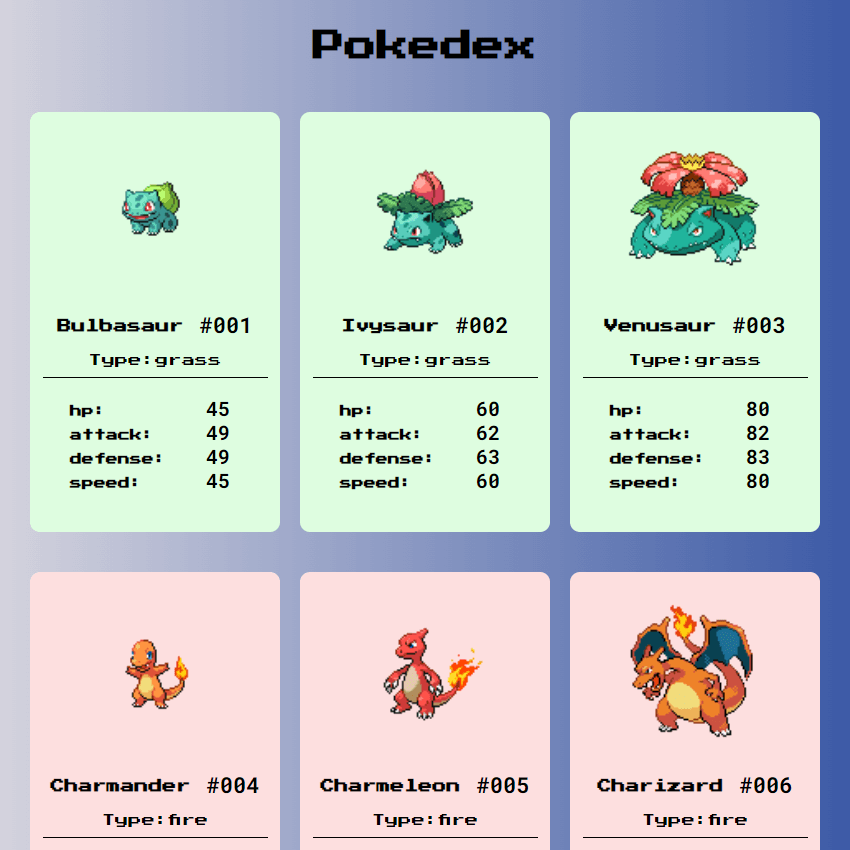 Pokedex
Bulbasaur #001
Type:grass
hp: 45
attack: 49
defense: 49
speed: 45
Ivysaur #002
Type:grass
hp: 60
attack: 62
defense: 63
speed: 60
Venusaur #003
Type:grass
hp: 80
attack: 82
defense: 83
speed: 80
Charmander #004
Type:fire
Charmeleon #005
Type:fire
Charizard #006
Type:fire